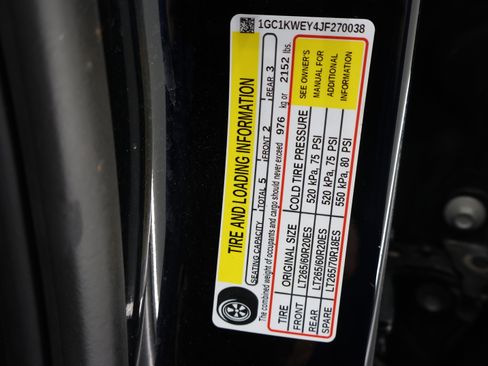 1GC1KWEY4JF270038
TIRE AND LOADING INFORMATION
SEATING CAPACITY | TOTAL 5 | FRONT 2 | REAR 3
The combined weight of occupants and cargo should never exceed 976 kg or 2152 lbs.
TIRE ORIGINAL SIZE COLD TIRE PRESSURE
FRONT LT265/60R20ES 520 kPa, 75 PSI
REAR LT265/60R20ES 520 kPa, 75 PSI
SPARE LT265/70R18ES 550 kPa, 80 PSI
SEE OWNER'S
MANUAL FOR
ADDITIONAL
INFORMATION